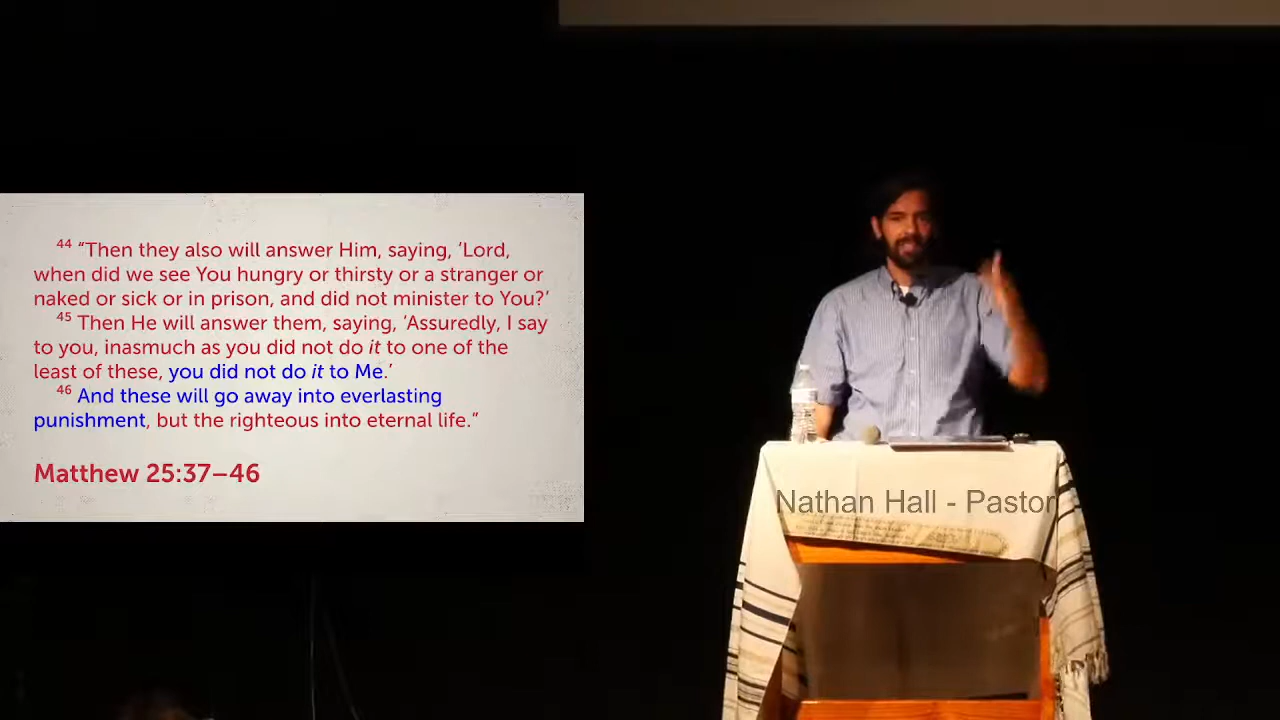 44 “Then they also will answer Him, saying, ‘Lord,
when did we see You hungry or thirsty or a stranger or
naked or sick or in prison, and did not minister to You?’
45 Then He will answer them, saying, ‘Assuredly, I say
to you, inasmuch as you did not do it to one of the
least of these, you did not do it to Me.’
46 And these will go away into everlasting
punishment, but the righteous into eternal life.”
Matthew 25:37–46
Nathan Hall - Pastor